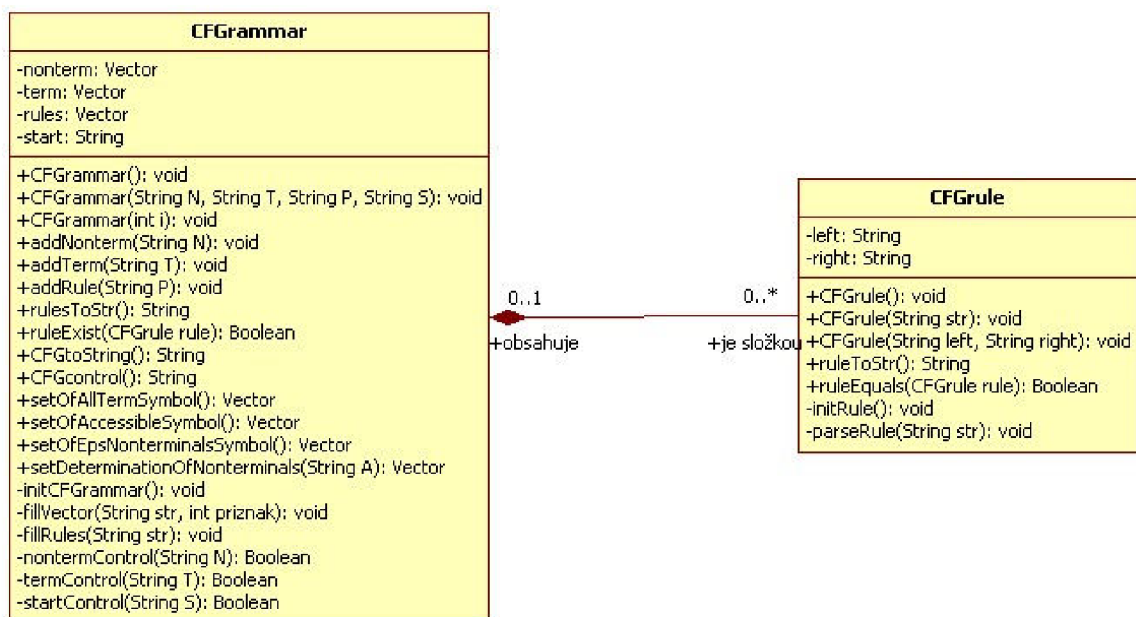 CFGrammar
-nonterm: Vector
-term: Vector
-rules: Vector
-start: String
+CFGrammar(): void
+CFGrammar(String N, String T, String P, String S): void
+CFGrammar(int i): void
+addNonterm(String N): void
+addTerm(String T): void
+addRule(String P): void
+rulesToStr(): String
+ruleExist(CFGrule rule): Boolean
+CFGtoString(): String
+CFGcontrol(): String
+setOfAllTermSymbol(): Vector
+setOfAccessibleSymbol(): Vector
+setOfEpsNonterminalsSymbol(): Vector
+setDeterminationOfNonterminals(String A): Vector
-initCFGrammar(): void
-fillVector(String str, int priznak): void
-fillRules(String str): void
-nontermControl(String N): Boolean
-termControl(String T): Boolean
-startControl(String S): Boolean
0..1
+obsahuje
0..*
+je složkou
CFGrule
-left: String
-right: String
+CFGrule(): void
+CFGrule(String str): void
+CFGrule(String left, String right): void
+ruleToStr(): String
+ruleEquals(CFGrule rule): Boolean
-initRule(): void
-parseRule(String str): void